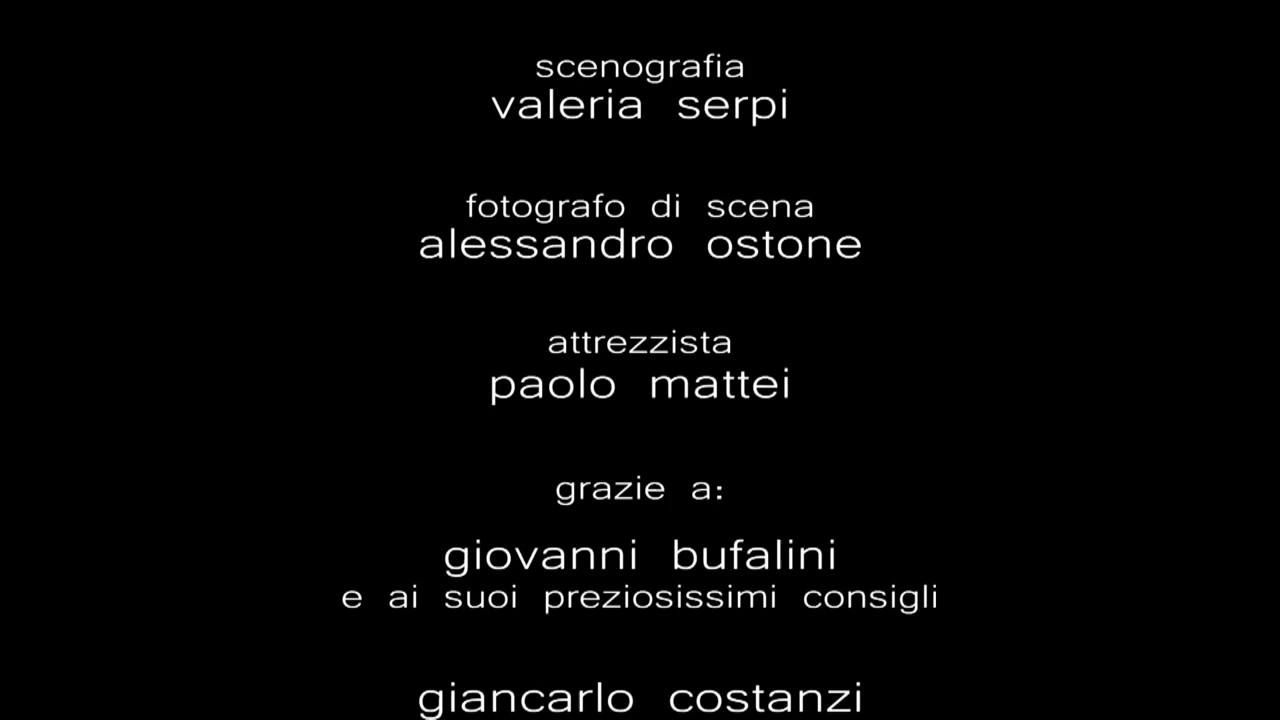 scenografia
valeria serpi
fotografo di scena
alessandro ostone
attrezzista
paolo mattei
grazie a:
giovanni bufalini
e ai suoi preziosissimi consigli
giancarlo costanzi